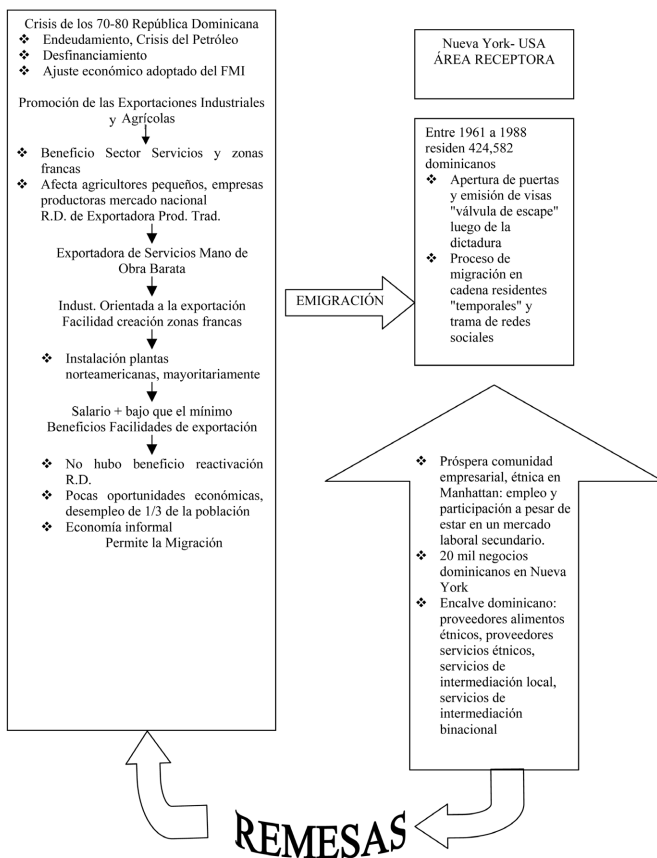 Crisis de los 70-80 República Dominicana
❖ Endeudamiento, Crisis del Petróleo
❖ Desfinanciamiento
❖ Ajuste económico adoptado del FMI
Promoción de las Exportaciones Industriales
y Agrícolas
❖ Beneficio Sector Servicios y zonas
francas
❖ Afecta agricultores pequeños, empresas
productoras mercado nacional
R.D. de Exportadora Prod. Trad.
Exportadora de Servicios Mano de
Obra Barata
Indust. Orientada a la exportación
Facilidad creación zonas francas
❖ Instalación plantas
norteamericanas, mayoritariamente
Salario + bajo que el mínimo
Beneficios Facilidades de exportación
❖ No hubo beneficio reactivación
R.D.
❖ Pocas oportunidades económicas,
desempleo de 1/3 de la población
❖ Economía informal
Permite la Migración
EMIGRACIÓN
Nueva York- USA
ÁREA RECEPTORA
Entre 1961 a 1988
residen 424,582
dominicanos
❖ Apertura de puertas
y emisión de visas
"válvula de escape"
luego de la
dictadura
❖ Proceso de
migración en
cadena residentes
"temporales" y
trama de redes
sociales
❖ Próspera comunidad
empresarial, étnica en
Manhattan: empleo y
participación a pesar de
estar en un mercado
laboral secundario.
❖ 20 mil negocios
dominicanos en Nueva
York
❖ Encalve dominicano:
proveedores alimentos
étnicos, proveedores
servicios étnicos,
servicios de
intermediación local,
servicios de
intermediación
binacional
REMESAS